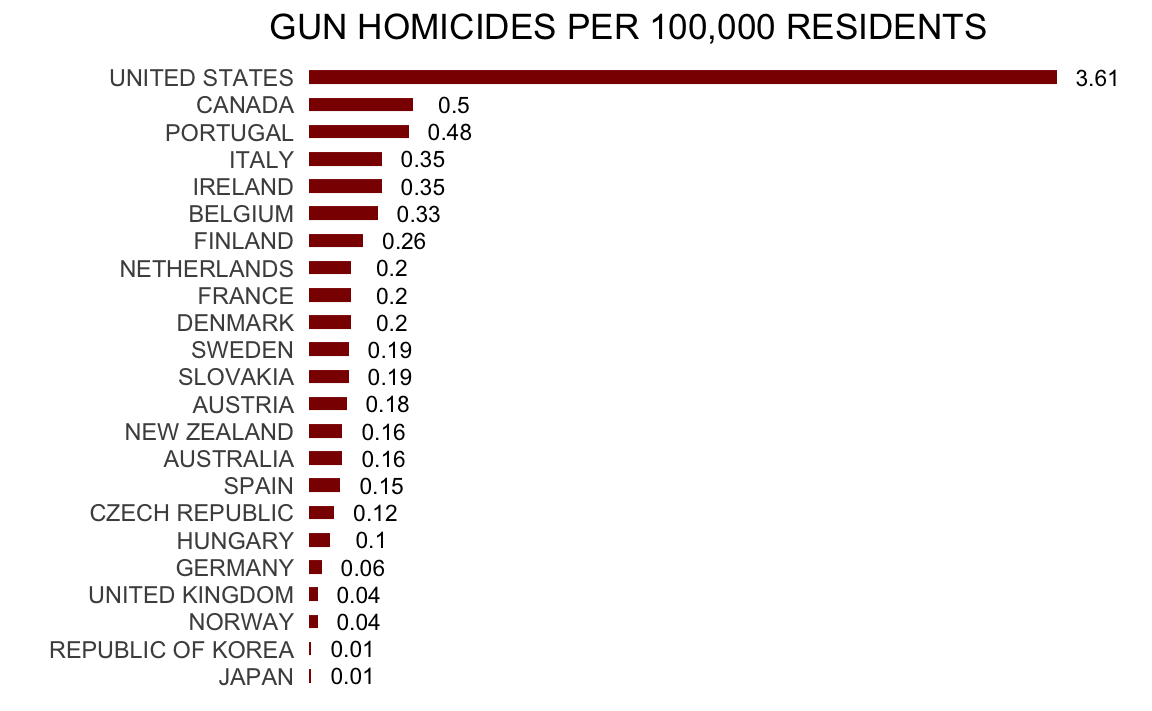 GUN HOMICIDES PER 100,000 RESIDENTS
UNITED STATES 3.61
CANADA 0.5
PORTUGAL 0.48
ITALY 0.35
IRELAND 0.35
BELGIUM 0.33
FINLAND 0.26
NETHERLANDS 0.2
FRANCE 0.2
DENMARK 0.2
SWEDEN 0.19
SLOVAKIA 0.19
AUSTRIA 0.18
NEW ZEALAND 0.16
AUSTRALIA 0.16
SPAIN 0.15
CZECH REPUBLIC 0.12
HUNGARY 0.1
GERMANY 0.06
UNITED KINGDOM 0.04
NORWAY 0.04
REPUBLIC OF KOREA 0.01
JAPAN 0.01